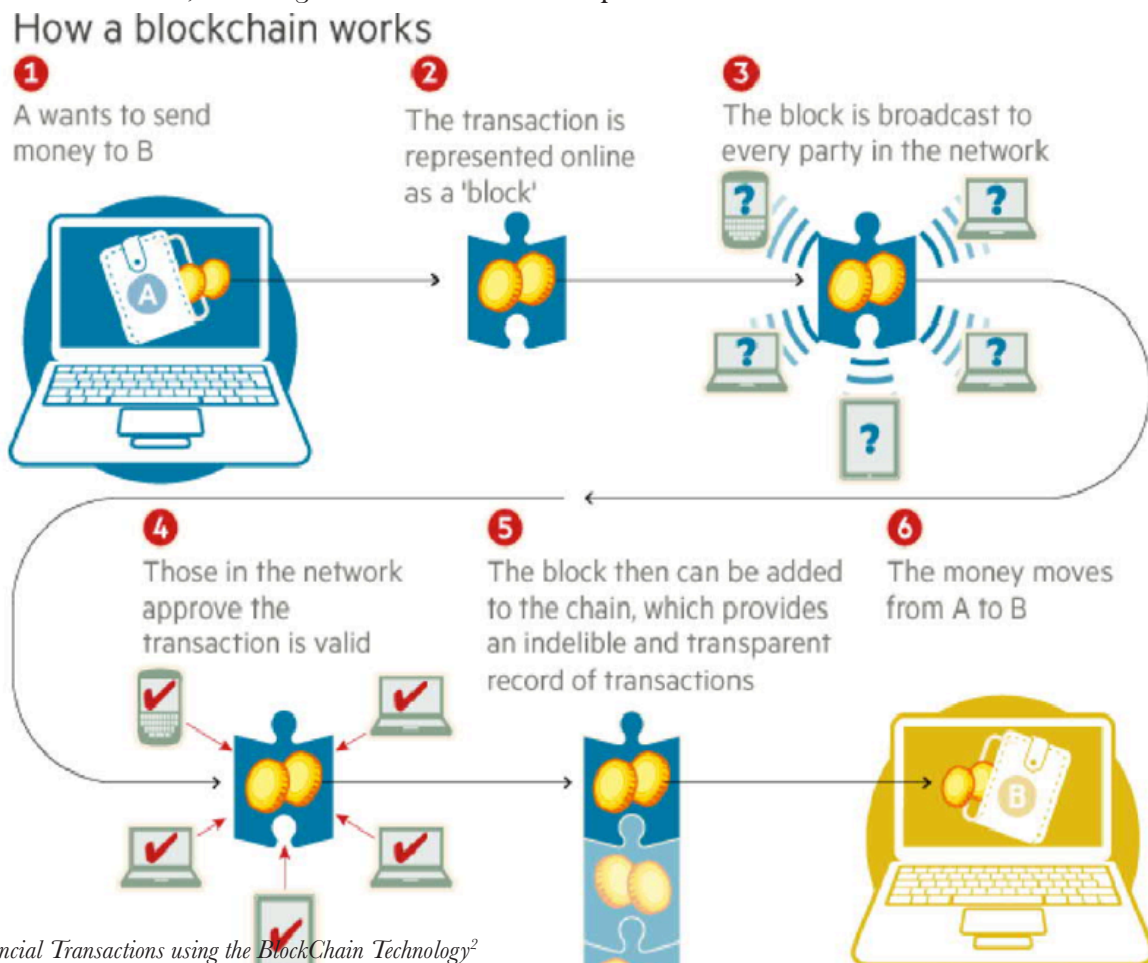 How a blockchain works
1
A wants to send
money to B
A
2
The transaction is
represented online
as a 'block'
3
The block is broadcast to
every party in the network
?
?
?
?
?
4
Those in the network
approve the
transaction is valid
5
The block then can be added
to the chain, which provides
an indelible and transparent
record of transactions
6
The money moves
from A to B
B
Transactions using the BlockChain Technology2